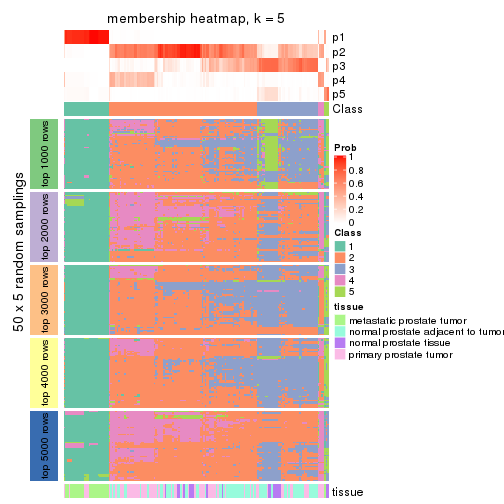 membership heatmap, k = 5
p1
p2
p3
p4
p5
Class
50 x 5 random samplings
top 1000 rows
top 2000 rows
top 3000 rows
top 4000 rows
top 5000 rows
Prob
1
0.8
0.6
0.4
0.2
0
Class
1
2
3
4
5
tissue
metastatic prostate tumor
normal prostate adjacent to tumor
normal prostate tissue
primary prostate tumor
tissue